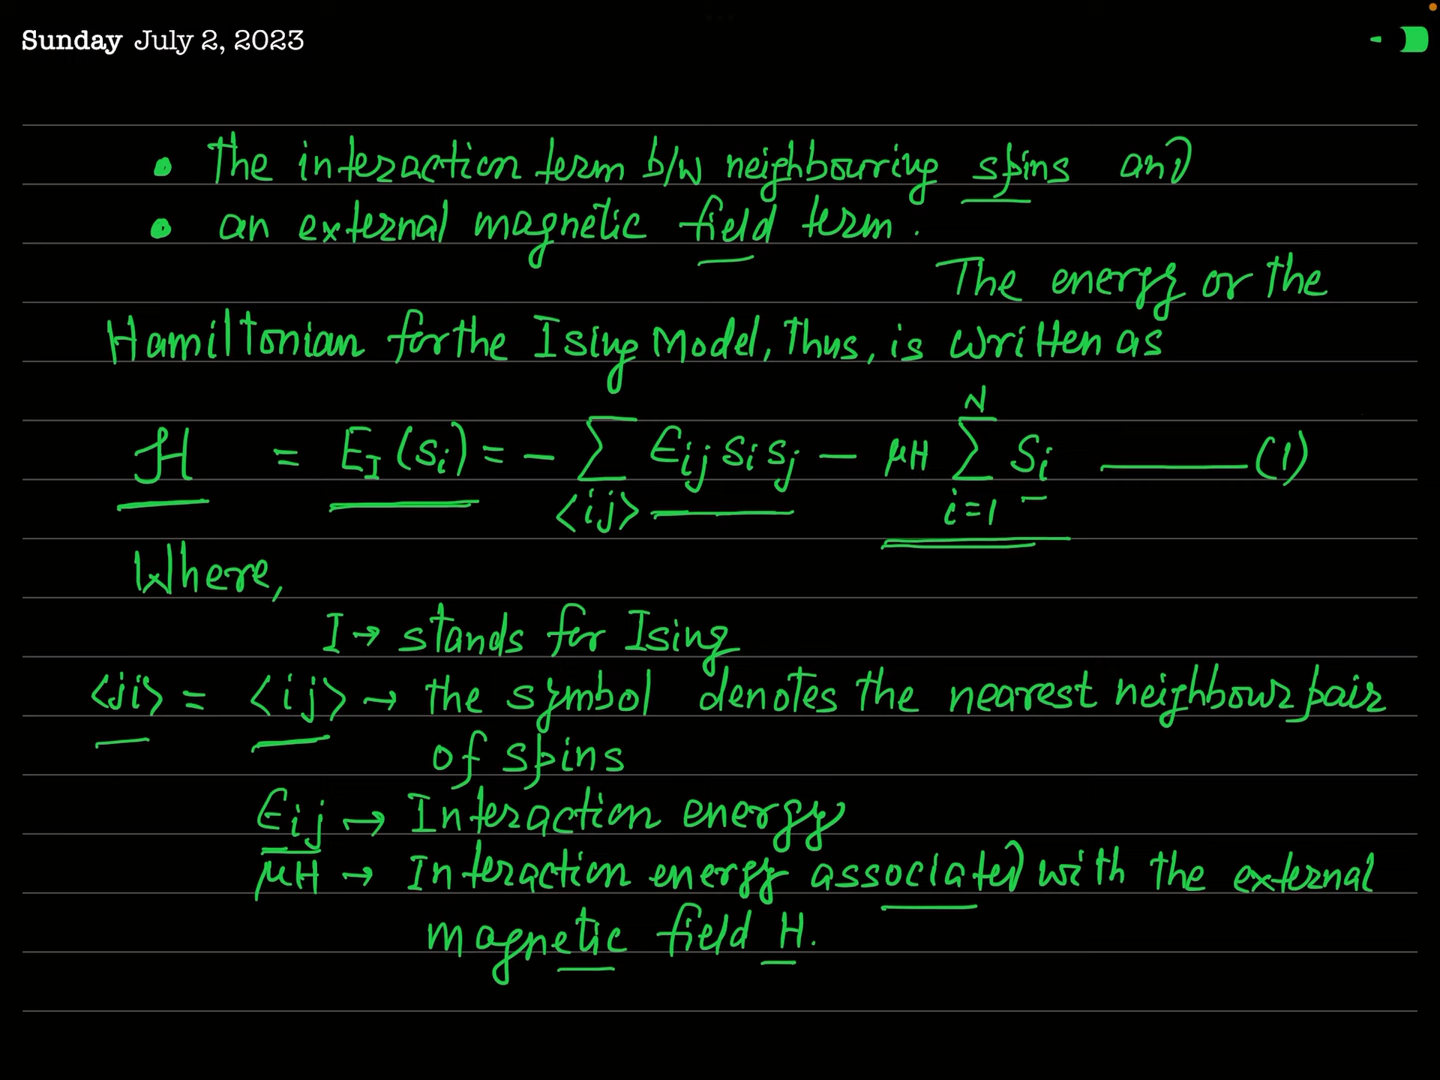 Sunday July 2, 2023
• The interaction term b/w neighbouring spins and
• an external magnetic field term.
The energy or the
Hamiltonian for the Ising Model, Thus, is written as
ℋ = E_I (s_i) = - ∑_{<ij>} ϵ_ij s_i s_j - μH ∑_{i=1}^{N} S_i ——— (1)
Where,
I → stands for Ising
<ji> = <ij> → the symbol denotes the nearest neighbour pair
of spins
ϵ_ij → Interaction energy
μH → Interaction energy associated with the external
magnetic field H.